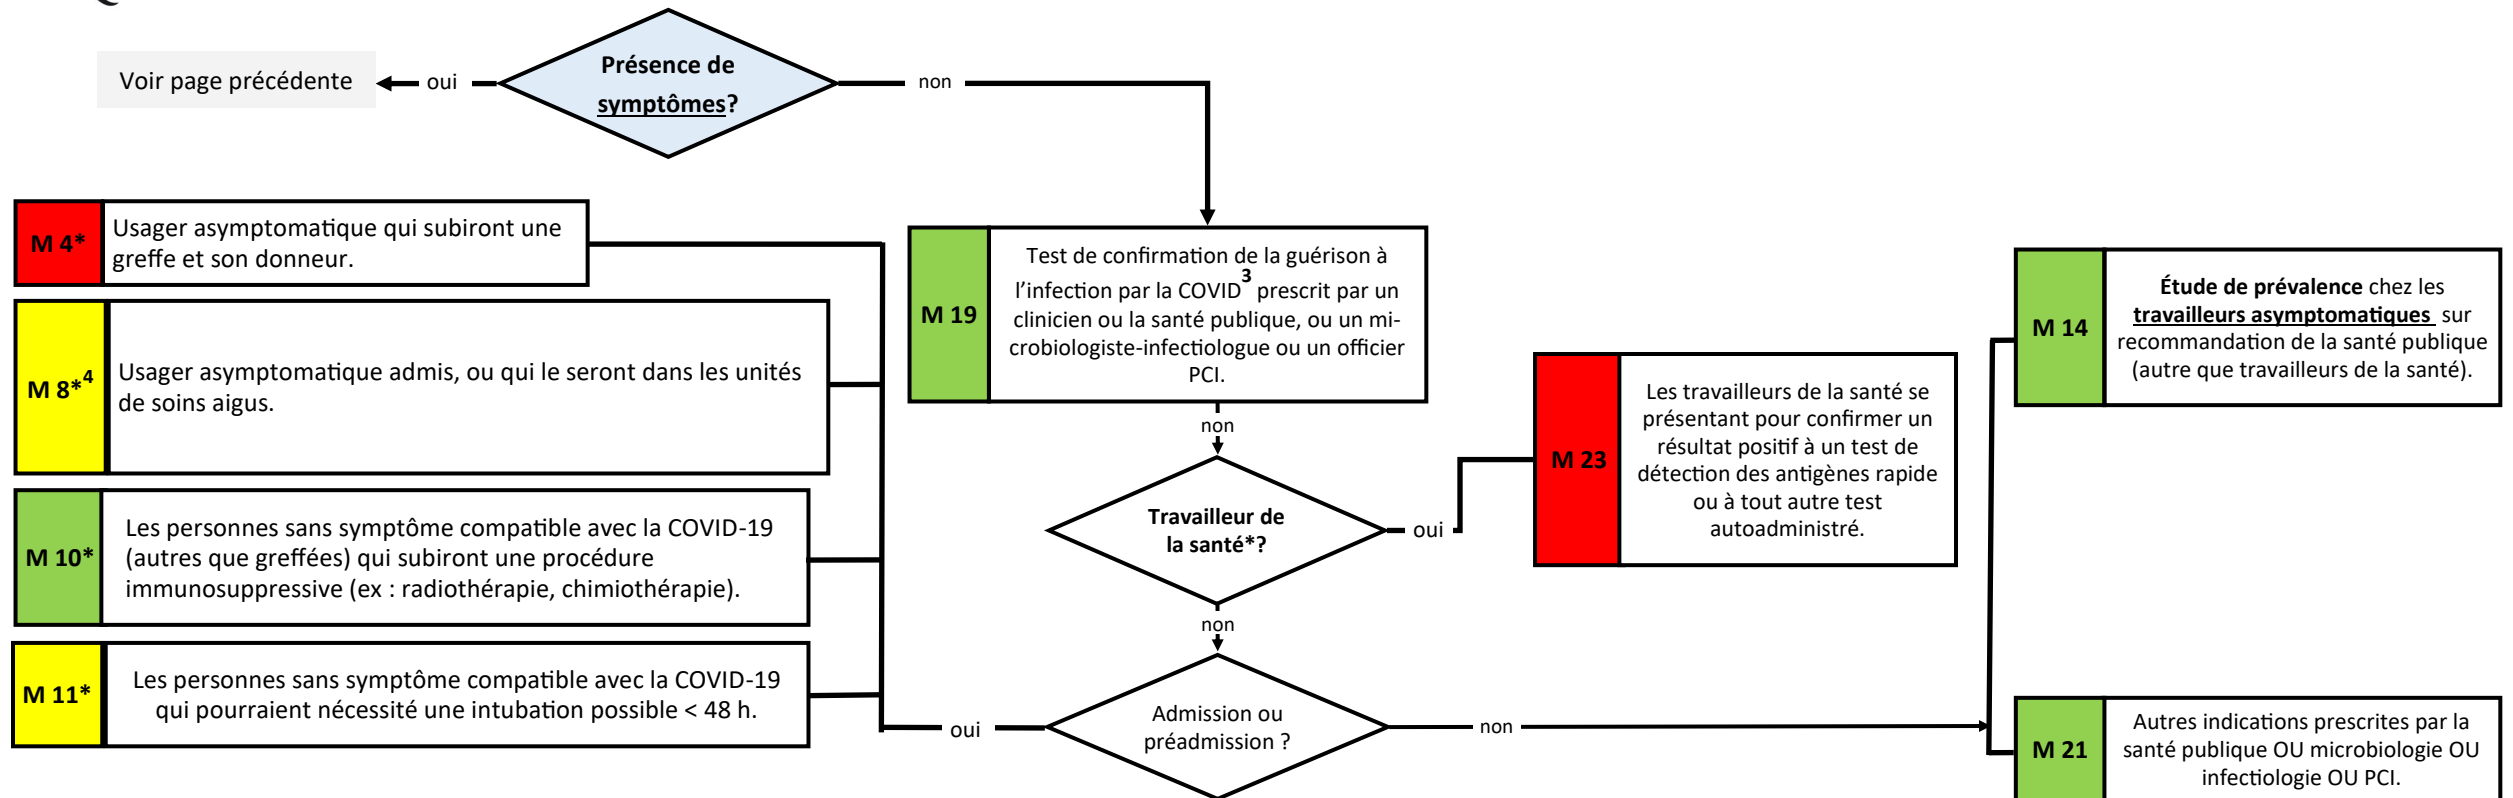 Présence de
symptômes?
Voir page précédente
oui
non
M 4*
Usager asymptomatique qui subiront une
greffe et son donneur.
M 8*4
Usager asymptomatique admis, ou qui le seront dans les unités
de soins aigus.
M 10*
Les personnes sans symptôme compatible avec la COVID-19
(autres que greffées) qui subiront une procédure
immunosuppressive (ex : radiothérapie, chimiothérapie).
M 11*
Les personnes sans symptôme compatible avec la COVID-19
qui pourraient nécessité une intubation possible < 48 h.
M 19
Test de confirmation de la guérison à
l’infection par la COVID3 prescrit par un
clinicien ou la santé publique, ou un mi-
crobiologiste-infectiologue ou un officier
PCI.
non
Travailleur de
la santé*?
oui
M 23
Les travailleurs de la santé se
présentant pour confirmer un
résultat positif à un test de
détection des antigènes rapide
ou à tout autre test
autoadministré.
non
Admission ou
préadmission ?
oui
non
M 14
Étude de prévalence chez les
travailleurs asymptomatiques sur
recommandation de la santé publique
(autre que travailleurs de la santé).
M 21
Autres indications prescrites par la
santé publique OU microbiologie OU
infectiologie OU PCI.